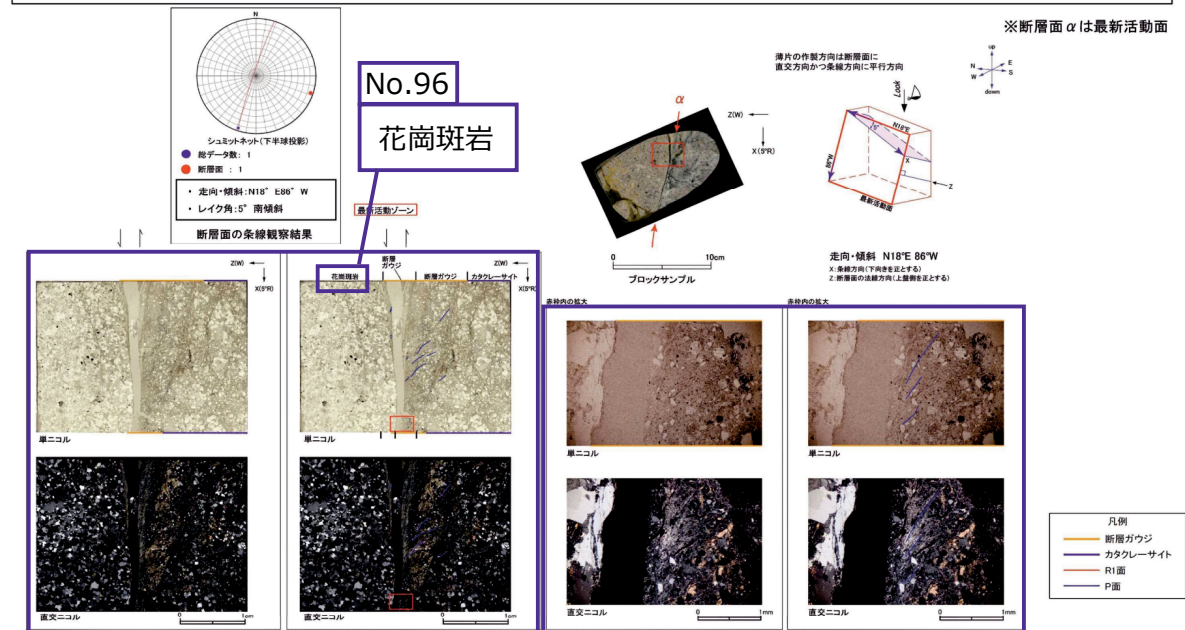 ※断層面αは最新活動面
N
シュミットネット(下半球投影)
総データ数: 1
断層面 : 1
・ 走向・傾斜:N18°E86°W
・ レイク角:5°南傾斜
断層面の条線観察結果
No.96
花崗斑岩
最新活動ゾーン
α
Z(W)
X(5°R)
0 10cm
ブロックサンプル
薄片の作製方向は断層面に
直交方向かつ条線方向に平行方向
up
N E
W S
down
Look
N18°E
5°
X
86°W
Z
最新活動面
走向・傾斜 N18°E 86°W
X:条線方向(下向きを正とする)
Z:断層面の法線方向(上盤側を正とする)
Z(W)
X(5°R)
単ニコル
直交ニコル
0 1cm
Z(W)
X(5°R)
花崗斑岩
断層
ガウジ
断層ガウジ
カタクレーサイト
単ニコル
直交ニコル
0 1cm
赤枠内の拡大
単ニコル
直交ニコル
0 1mm
赤枠内の拡大
単ニコル
直交ニコル
0 1mm
凡例
断層ガウジ
カタクレーサイト
R1面
P面